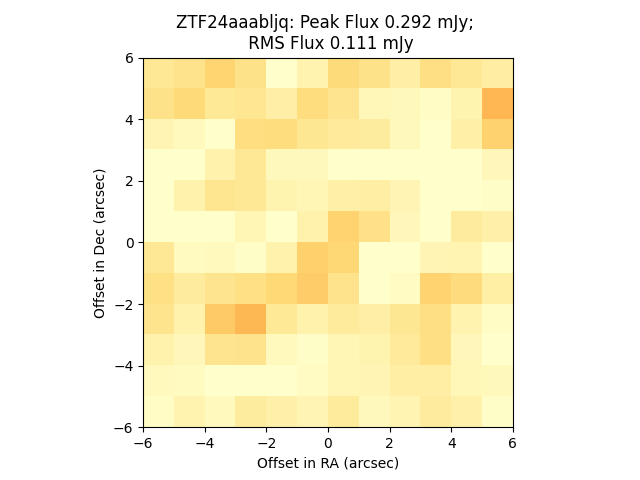 ZTF24aaabljq: Peak Flux 0.292 mJy;
RMS Flux 0.111 mJy
6
4
2
0
−2
−4
−6
Offset in Dec (arcsec)
−6 −4 −2 0 2 4 6
Offset in RA (arcsec)